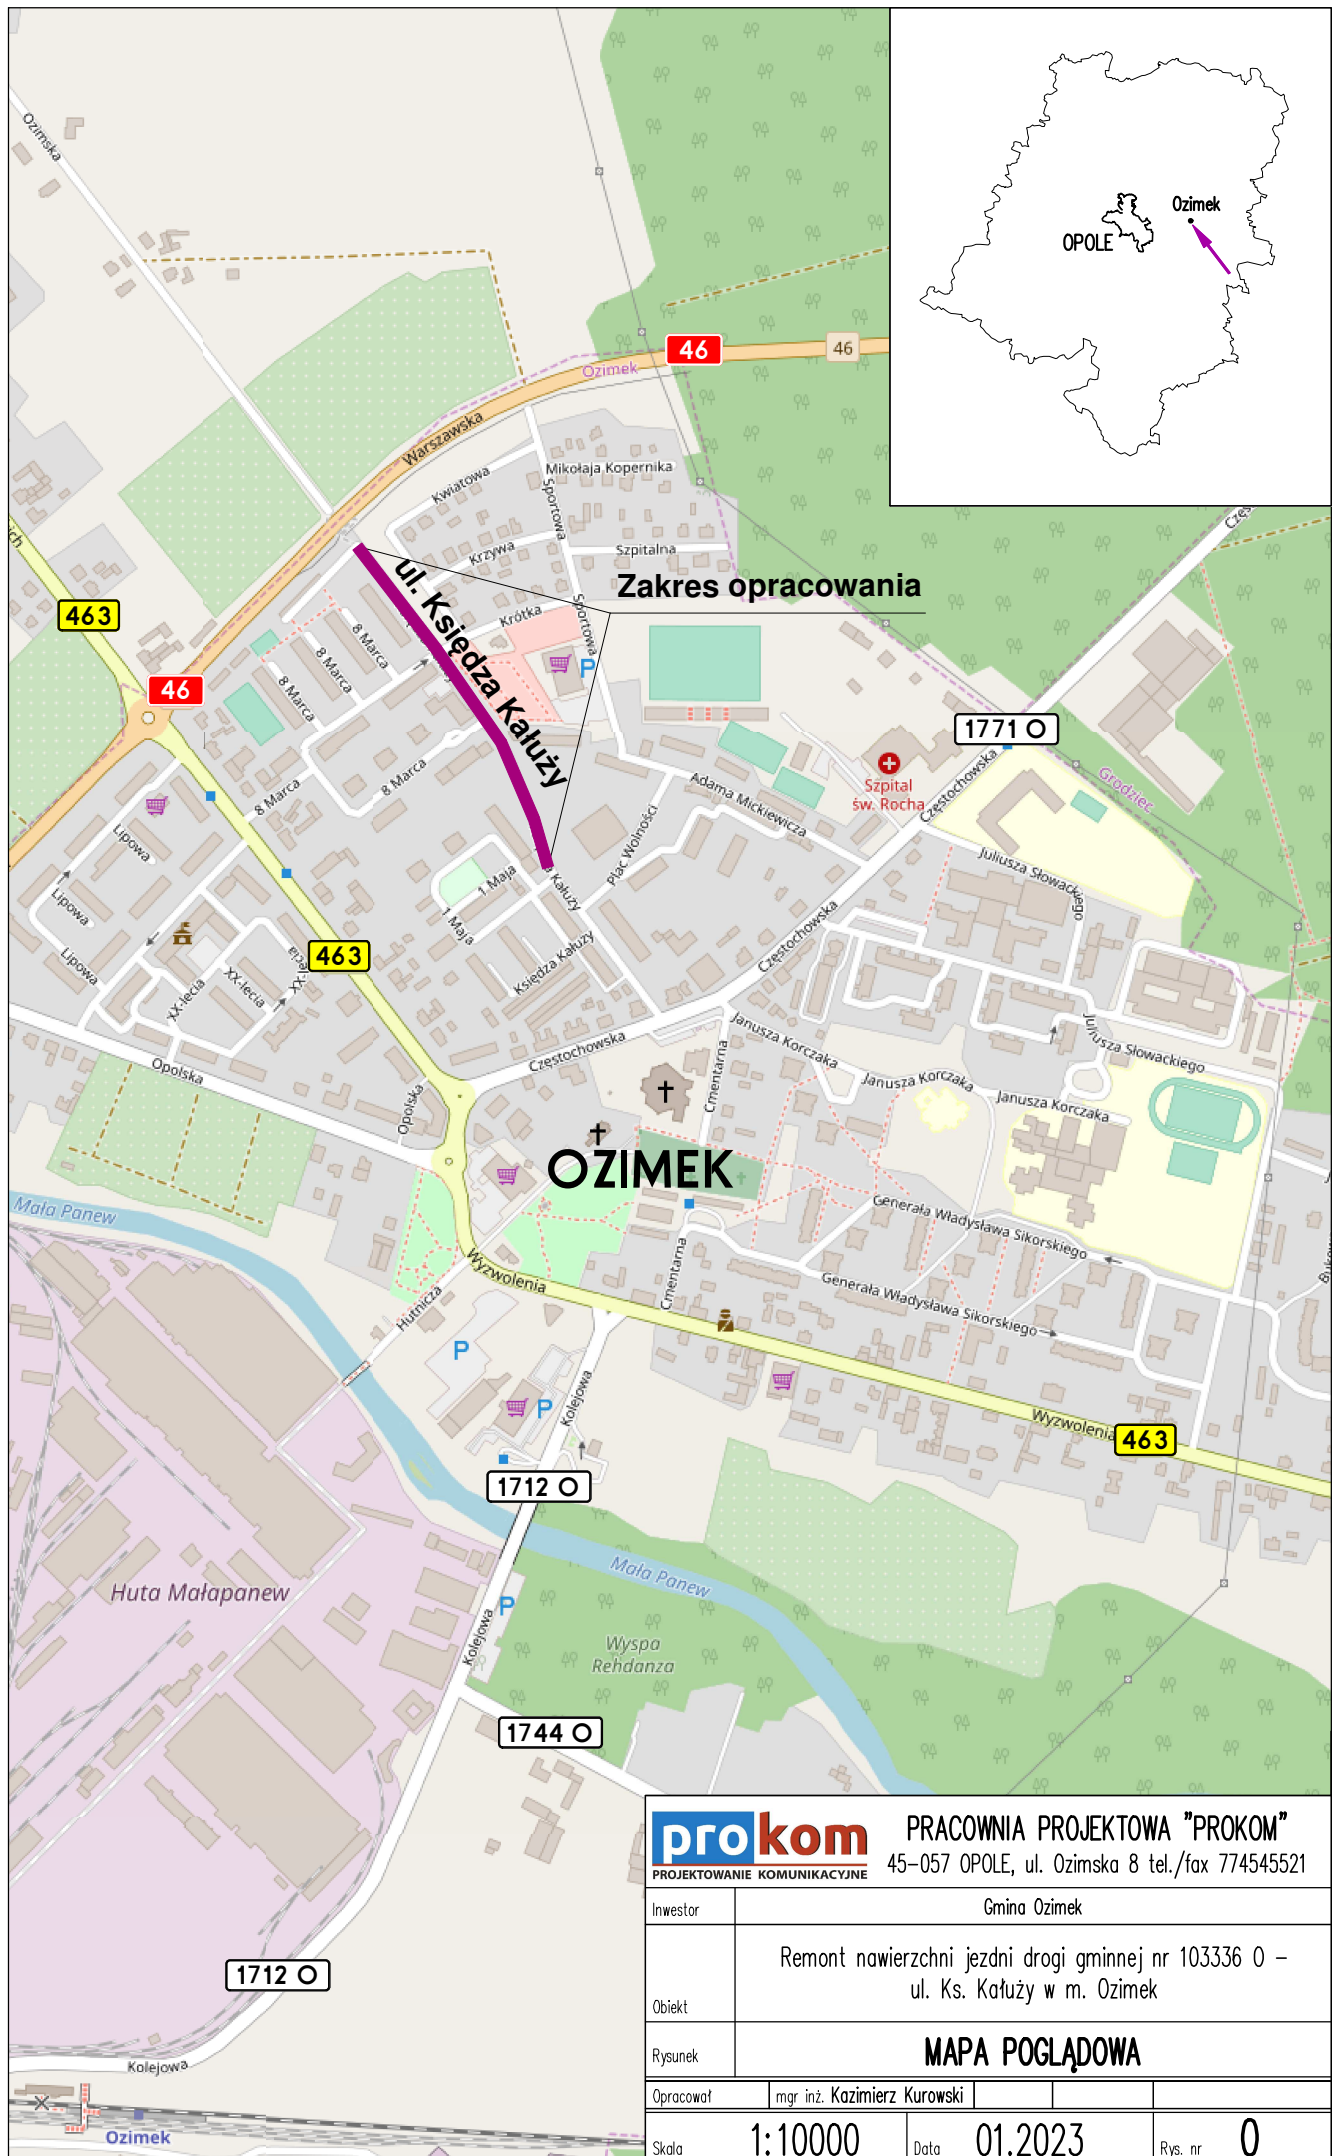 Ozimska
OPOLE
Ozimek
46
46
Ozimek
Warszawska
Kwiatowa
Mikołaja Kopernika
Sportowa
Krzywa
Szpitalna
Częs
ich
463
ul. Księdza Kałuży
Zakres opracowania
Krótka
Sportowa
P
8 Marca
8 Marca
8 Marca
46
1771 O
Szpital
św. Rocha
Częstochowska
Grodziec
8 Marca
8 Marca
Adama Mickiewicza
Plac Wolności
Lipowa
Lipowa
Lipowa
1 Maja
1 Maja
Kałuży
Juliusza Słowackiego
Częstochowska
463
Księdza Kałuży
XX-lecia
XX-lecia
XX-lecia
Opolska
Opolska
Częstochowska
Janusza Korczaka
Janusza Korczaka
Janusza Korczaka
Juliusza Słowackiego
Cmentarna
OZIMEK
Mała Panew
Generała Władysława Sikorskiego
Generała Władysława Sikorskiego
Wyzwolenia
Cmentarna
Hutnicza
P
P
Kolejowa
Wyzwolenia
463
1712 O
Huta Małapanew
Mała Panew
P
Kolejowa
Wyspa
Rehdanza
1744 O
1712 O
Kolejowa
Ozimek
prokom
PROJEKTOWANIE KOMUNIKACYJNE
PRACOWNIA PROJEKTOWA "PROKOM"
45-057 OPOLE, ul. Ozimska 8 tel./fax 774545521
Inwestor
Gmina Ozimek
Obiekt
Remont nawierzchni jezdni drogi gminnej nr 103336 O –
ul. Ks. Kałuży w m. Ozimek
Rysunek
MAPA POGLĄDOWA
Opracował
mgr inż. Kazimierz Kurowski
Skala
1:10000
Data
01.2023
Rys. nr
0